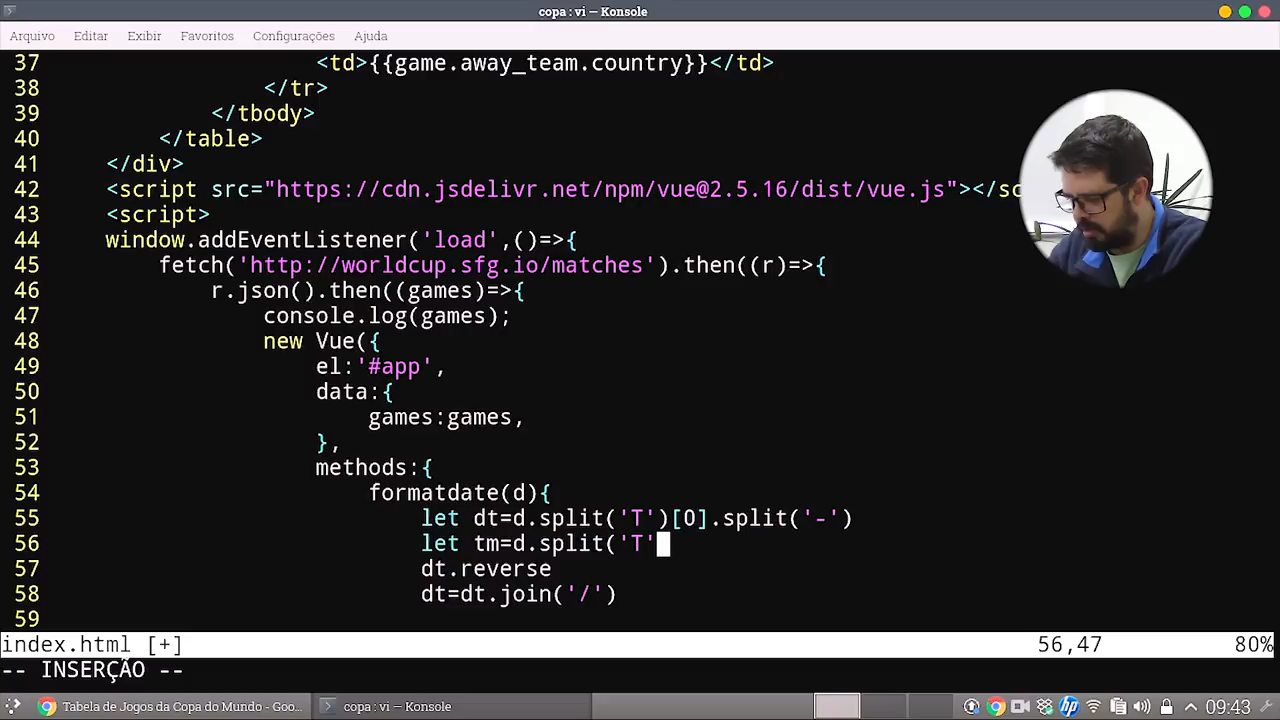 copa : vi — Konsole
Arquivo Editar Exibir Favoritos Configurações Ajuda
37 <td>{{game.away_team.country}}</td>
38 </tr>
39 </tbody>
40 </table>
41 </div>
42 <script src="https://cdn.jsdelivr.net/npm/vue@2.5.16/dist/vue.js"></sc
43 <script>
44 window.addEventListener('load',()=>{
45 fetch('http://worldcup.sfg.io/matches').then((r)=>{
46 r.json().then((games)=>{
47 console.log(games);
48 new Vue({
49 el:'#app',
50 data:{
51 games:games,
52 },
53 methods:{
54 formatdate(d){
55 let dt=d.split('T')[0].split('-')
56 let tm=d.split('T'
57 dt.reverse
58 dt=dt.join('/')
59
index.html [+] 56,47 80%
-- INSERÇÃO --
Tabela de Jogos da Copa do Mundo - Goo... copa : vi — Konsole 09:43